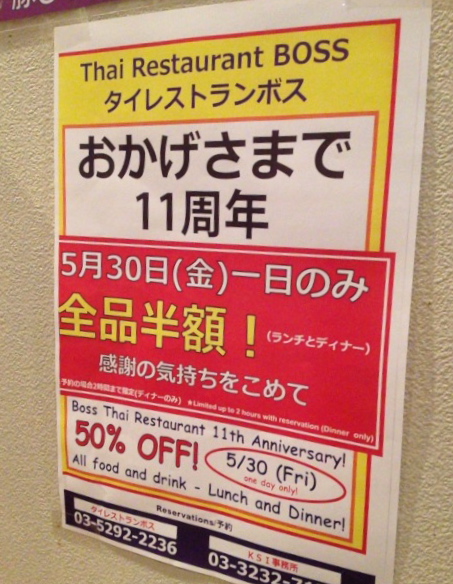 Thai Restaurant BOSS
タイレストランボス
おかげさまで
11周年
5月30日(金)一日のみ
全品半額！(ランチとディナー)
感謝の気持ちをこめて
予約の場合2時間まで限定(ディナーのみ) ＊Limited up to 2 hours with reservation (Dinner only)
Boss Thai Restaurant 11th Anniversary!
50% OFF! 5/30 (Fri)
one day only!
All food and drink - Lunch and Dinner!
Reservations/予約
タイレストランボス
03-5292-2236
KSI事務所
03-3232-